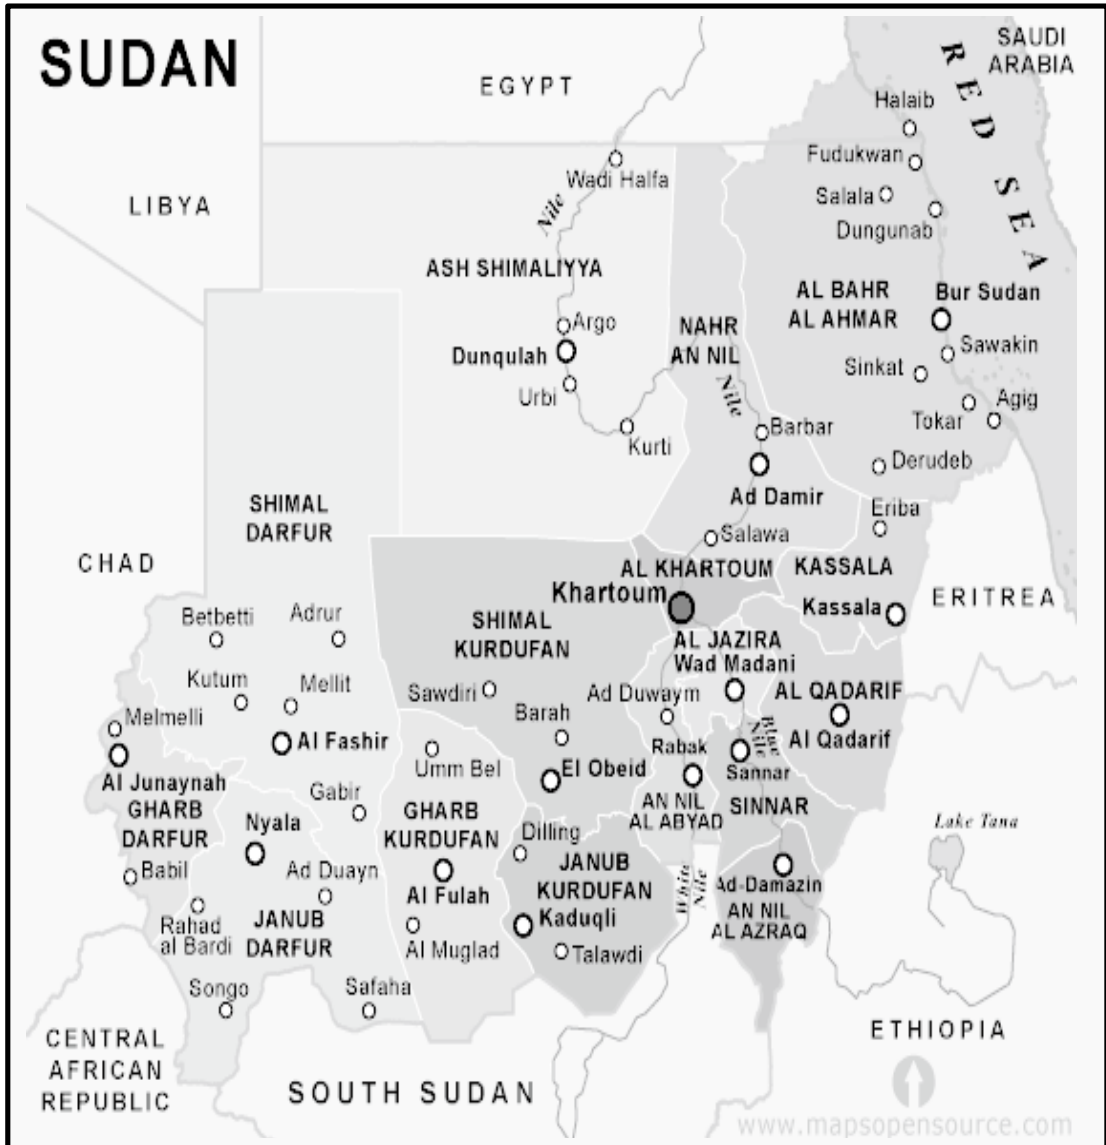 SUDAN
SAUDI
ARABIA
RED SEA
EGYPT
Halaib
Fudukwan
Wadi Halfa
LIBYA
Salala
Nile
Dungunab
ASH SHIMALIYYA
AL BAHR
AL AHMAR
Bur Sudan
Argo
NAHR
AN NIL
Dunqulah
Sawakin
Sinkat
Nile
Urbi
Agig
Tokar
Barbar
Kurti
Derudeb
Ad Damir
SHIMAL
DARFUR
Eriba
Salawa
CHAD
AL KHARTOUM
KASSALA
Khartoum
Kassala
ERITREA
Betbetti
Adrur
SHIMAL
KURDUFAN
AL JAZIRA
Wad Madani
Kutum
Mellit
Sawdiri
Ad Duwaym
AL QADARIF
Melmelli
Barah
Blue
Nile
Al Fashir
Rabak
Al Qadarif
Umm Bel
El Obeid
Sannar
Al Junaynah
GHARB
DARFUR
Gabir
GHARB
KURDUFAN
AN NIL
AL ABYAD
SINNAR
Nyala
Dilling
Lake Tana
Babil
Ad Duayn
JANUB
KURDUFAN
White
Nile
Ad-Damazin
Al Fulah
AN NIL
AL AZRAQ
Rahad
al Bardi
JANUB
DARFUR
Kaduqli
Al Muglad
Talawdi
Songo
Safaha
CENTRAL
AFRICAN
REPUBLIC
ETHIOPIA
SOUTH SUDAN
www.mapsopensource.com